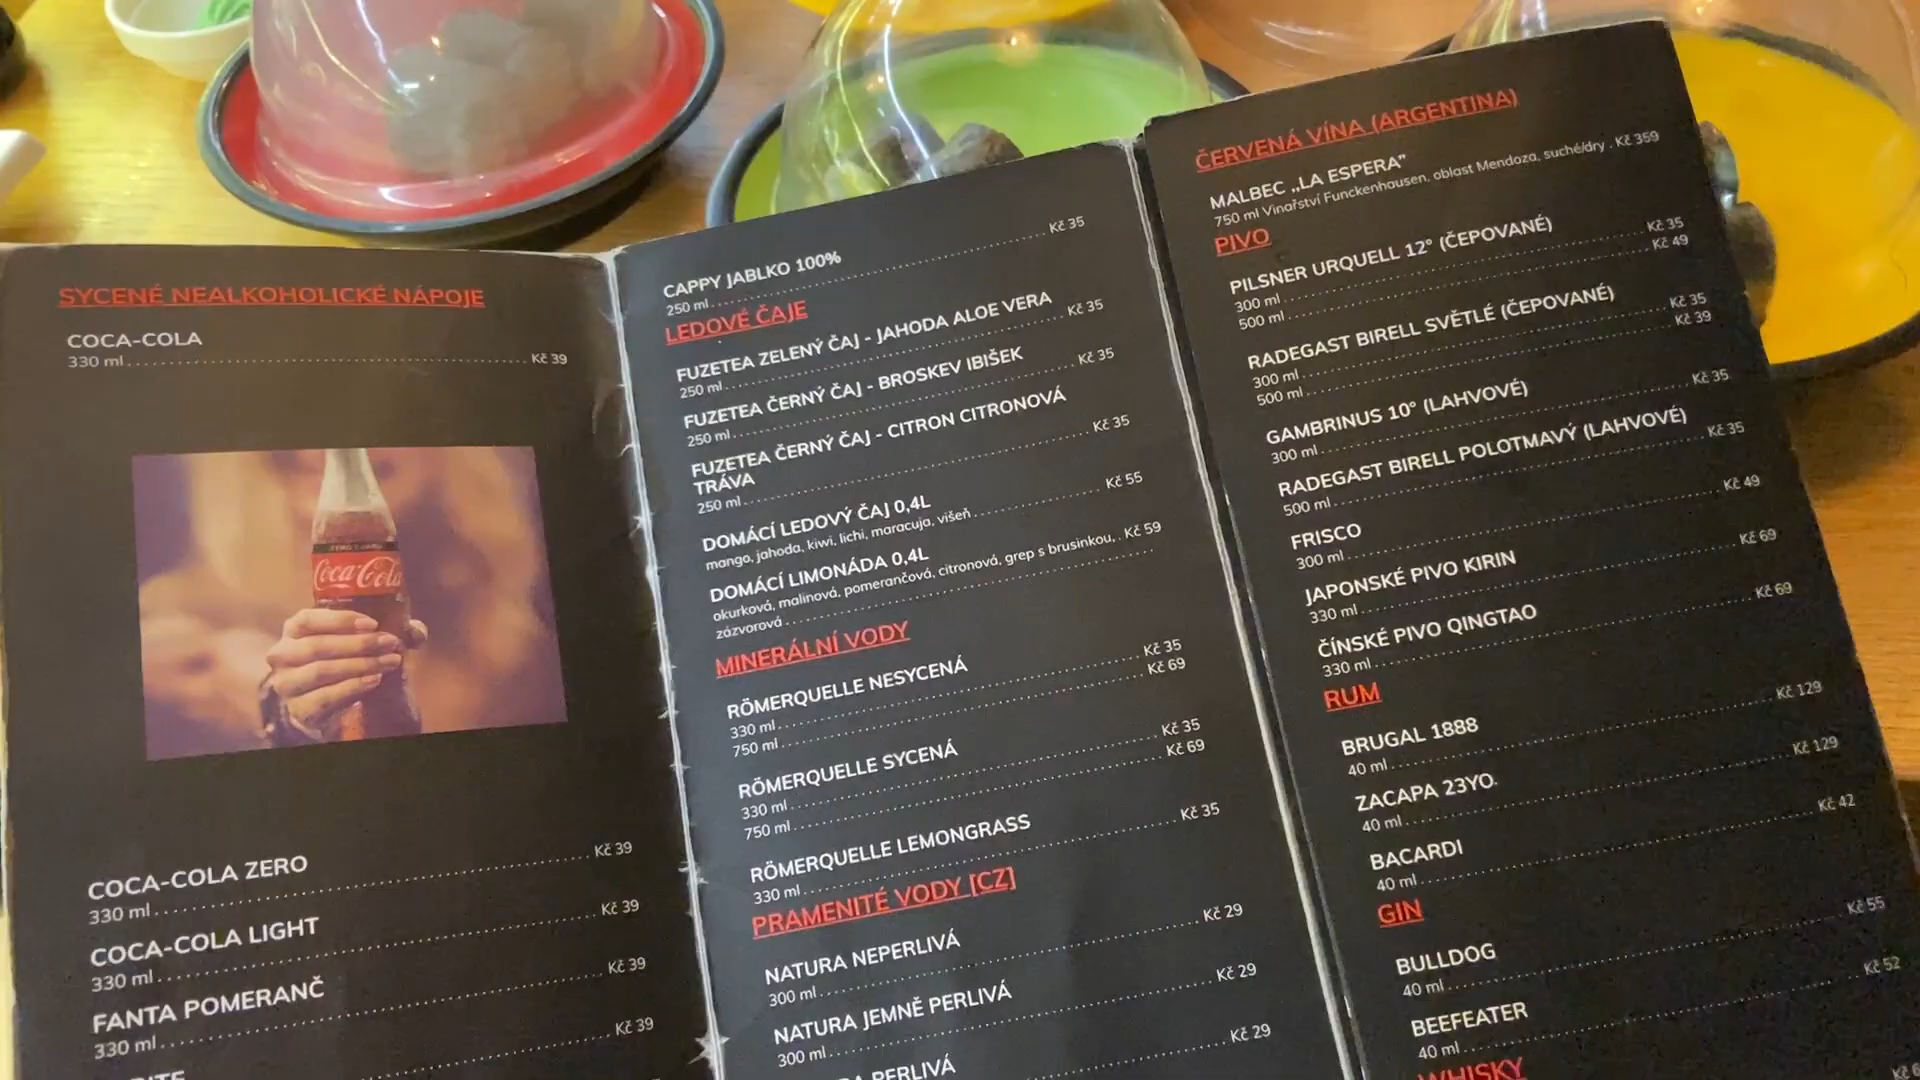 SYCENÉ NEALKOHOLICKÉ NÁPOJE
COCA-COLA
330 ml Kč 39
Coca-Cola
COCA-COLA ZERO
330 ml Kč 39
COCA-COLA LIGHT
330 ml Kč 39
FANTA POMERANČ
330 ml Kč 39
Kč 39
CAPPY JABLKO 100%
250 ml Kč 35
LEDOVÉ ČAJE
FUZETEA ZELENÝ ČAJ - JAHODA ALOE VERA
250 ml Kč 35
FUZETEA ČERNÝ ČAJ - BROSKEV IBIŠEK
250 ml Kč 35
FUZETEA ČERNÝ ČAJ - CITRON CITRONOVÁ
TRÁVA
250 ml Kč 35
DOMÁCÍ LEDOVÝ ČAJ 0,4L
mango, jahoda, kiwi, lichi, maracuja, višeň Kč 55
DOMÁCÍ LIMONÁDA 0,4L
okurková, malinová, pomerančová, citronová, grep s brusinkou, . Kč 59
zázvorová
MINERÁLNÍ VODY
RÖMERQUELLE NESYCENÁ
330 ml Kč 35
750 ml Kč 69
RÖMERQUELLE SYCENÁ
330 ml Kč 35
750 ml Kč 69
RÖMERQUELLE LEMONGRASS
330 ml Kč 35
PRAMENITÉ VODY [CZ]
NATURA NEPERLIVÁ
300 ml Kč 29
NATURA JEMNĚ PERLIVÁ
300 ml Kč 29
PERLIVÁ
Kč 29
ČERVENÁ VÍNA (ARGENTINA)
MALBEC „LA ESPERA”
750 ml Vinařství Funckenhausen, oblast Mendoza, suché/dry . Kč 359
PIVO
PILSNER URQUELL 12° (ČEPOVANÉ)
300 ml Kč 35
500 ml Kč 49
RADEGAST BIRELL SVĚTLÉ (ČEPOVANÉ)
300 ml Kč 35
500 ml Kč 39
GAMBRINUS 10° (LAHVOVÉ)
300 ml Kč 35
RADEGAST BIRELL POLOTMAVÝ (LAHVOVÉ)
500 ml Kč 35
FRISCO
300 ml Kč 49
JAPONSKÉ PIVO KIRIN
330 ml Kč 69
ČÍNSKÉ PIVO QINGTAO
330 ml Kč 69
RUM
BRUGAL 1888
40 ml Kč 129
ZACAPA 23YO.
40 ml Kč 129
BACARDI
40 ml Kč 42
GIN
BULLDOG
40 ml Kč 55
BEEFEATER
40 ml Kč 52
WHISKY